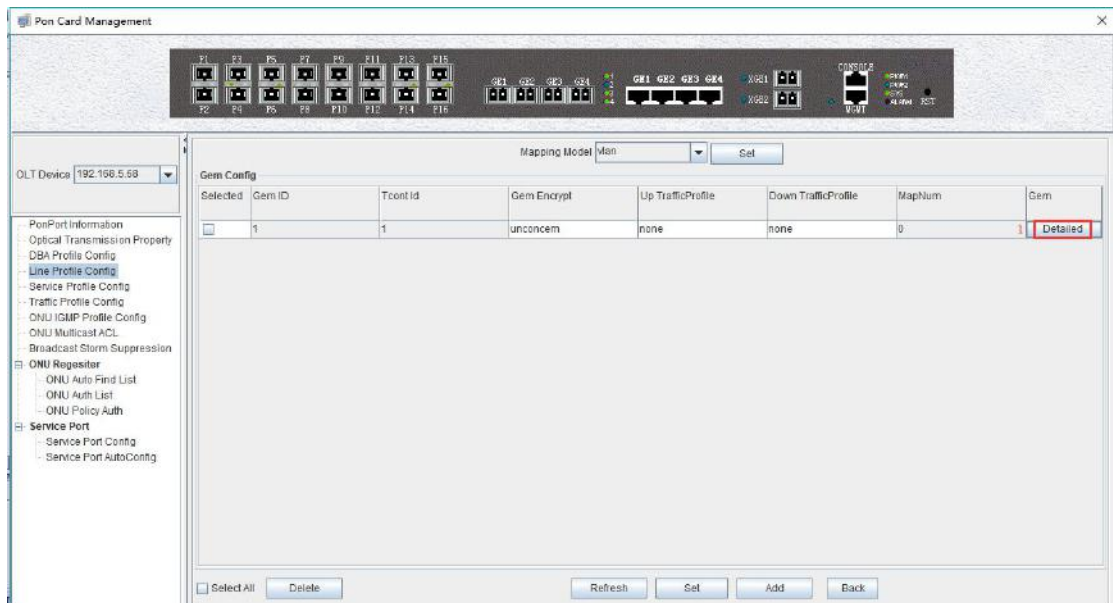 Pon Card Management
P1 P3 P5 P7 P9 P11 P13 P15
P2 P4 P6 P8 P10 P12 P14 P16
GE1 GE2 GE3 GE4
GE1 GE2 GE3 GE4
XGE1
XGE2
CONSOLE
MGMT
PWR1
PWR2
SYS
ALARM
RST
OLT Device 192.168.5.58
PonPort Information
Optical Transmission Property
DBA Profile Config
Line Profile Config
Service Profile Config
Traffic Profile Config
ONU IGMP Profile Config
ONU Multicast ACL
Broadcast Storm Suppression
ONU Regesiter
ONU Auto Find List
ONU Auth List
ONU Policy Auth
Service Port
Service Port Config
Service Port AutoConfig
Mapping Model vlan Set
Gem Config
Selected Gem ID Tcont Id Gem Encrypt Up TrafficProfile Down TrafficProfile MapNum Gem
1 1 unconcern none none 0 1 Detailed
Select All Delete Refresh Set Add Back